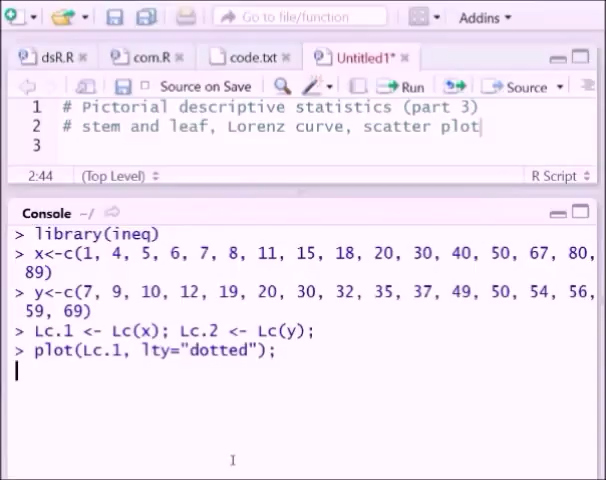 Go to file/function
Addins
dsR.R
com.R
code.txt
Untitled1*
Source on Save
Run
Source
1 # Pictorial descriptive statistics (part 3)
2 # stem and leaf, Lorenz curve, scatter plot
3
2:44
(Top Level)
R Script
Console ~/
> library(ineq)
> x<-c(1, 4, 5, 6, 7, 8, 11, 15, 18, 20, 30, 40, 50, 67, 80,
89)
> y<-c(7, 9, 10, 12, 19, 20, 30, 32, 35, 37, 49, 50, 54, 56,
59, 69)
> Lc.1 <- Lc(x); Lc.2 <- Lc(y);
> plot(Lc.1, lty="dotted");